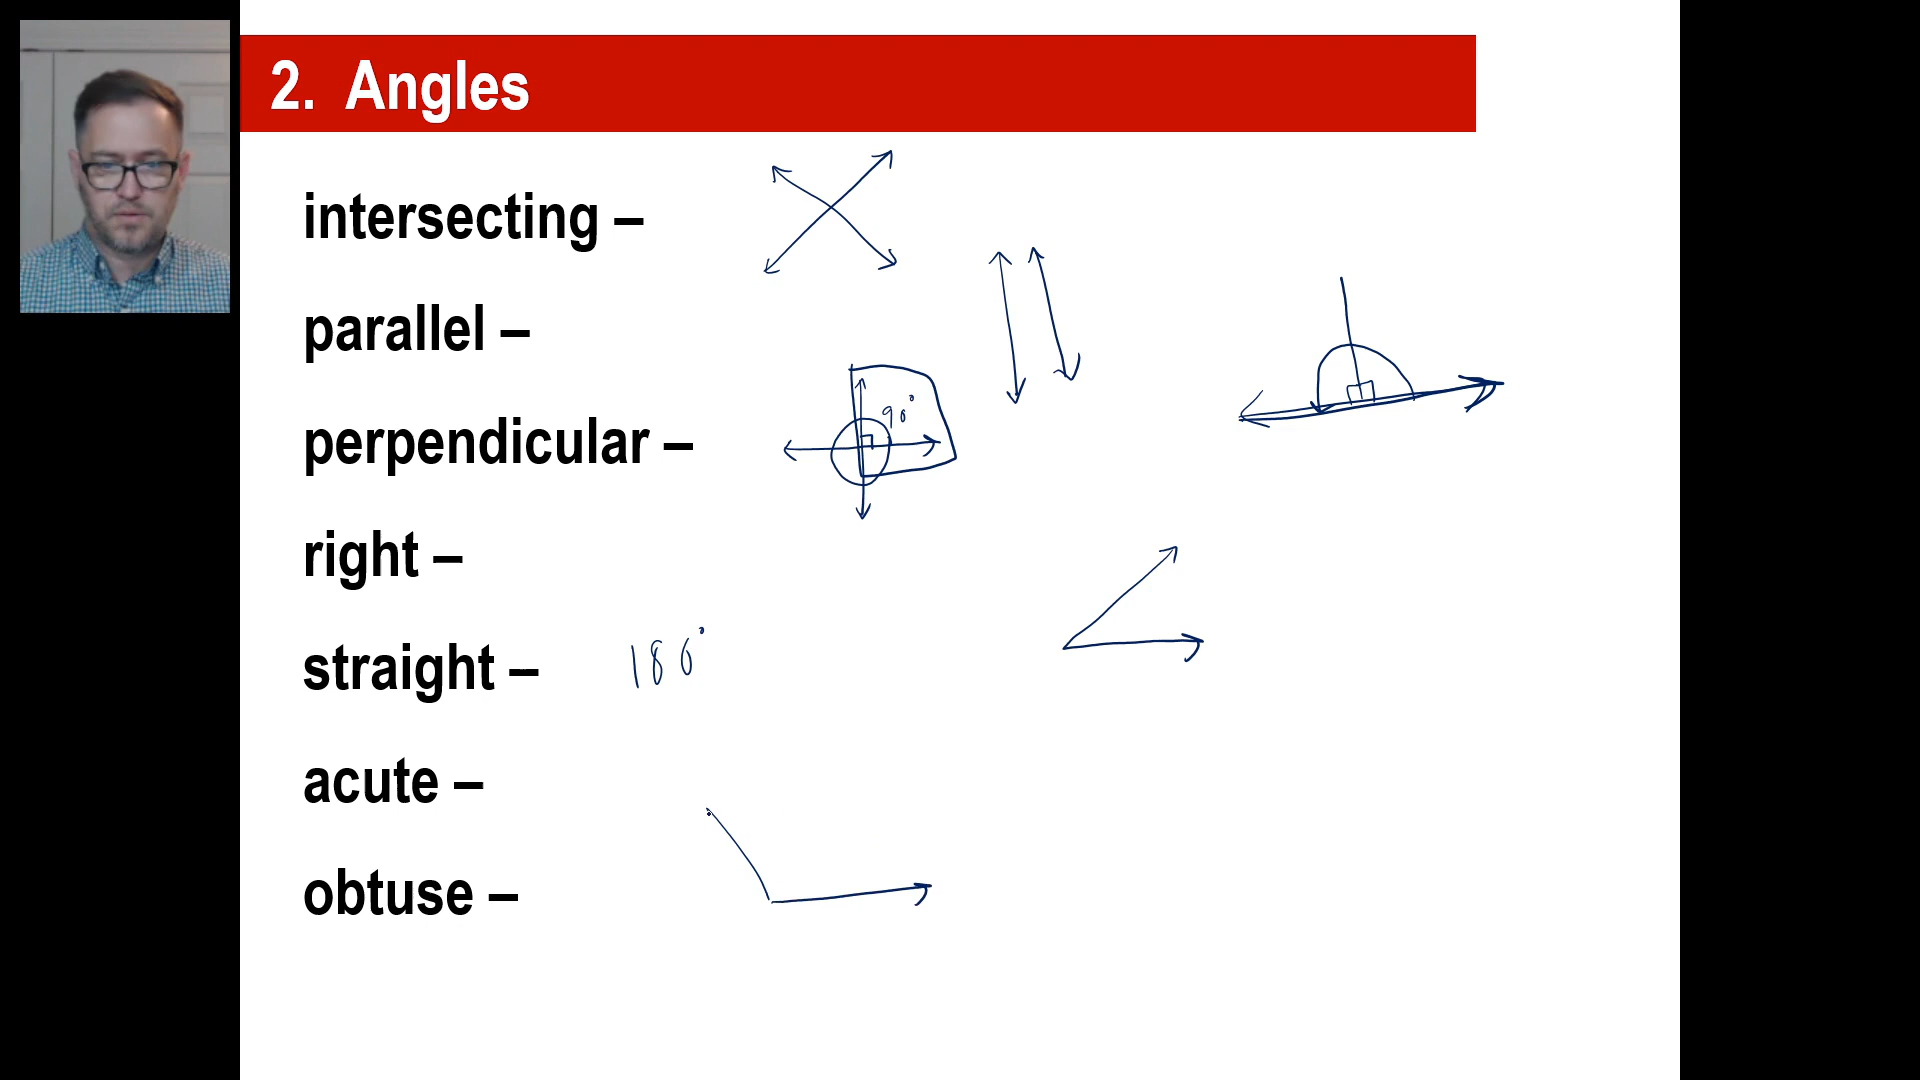 2. Angles
intersecting –
parallel –
perpendicular –
90°
right –
straight – 180°
acute –
obtuse –